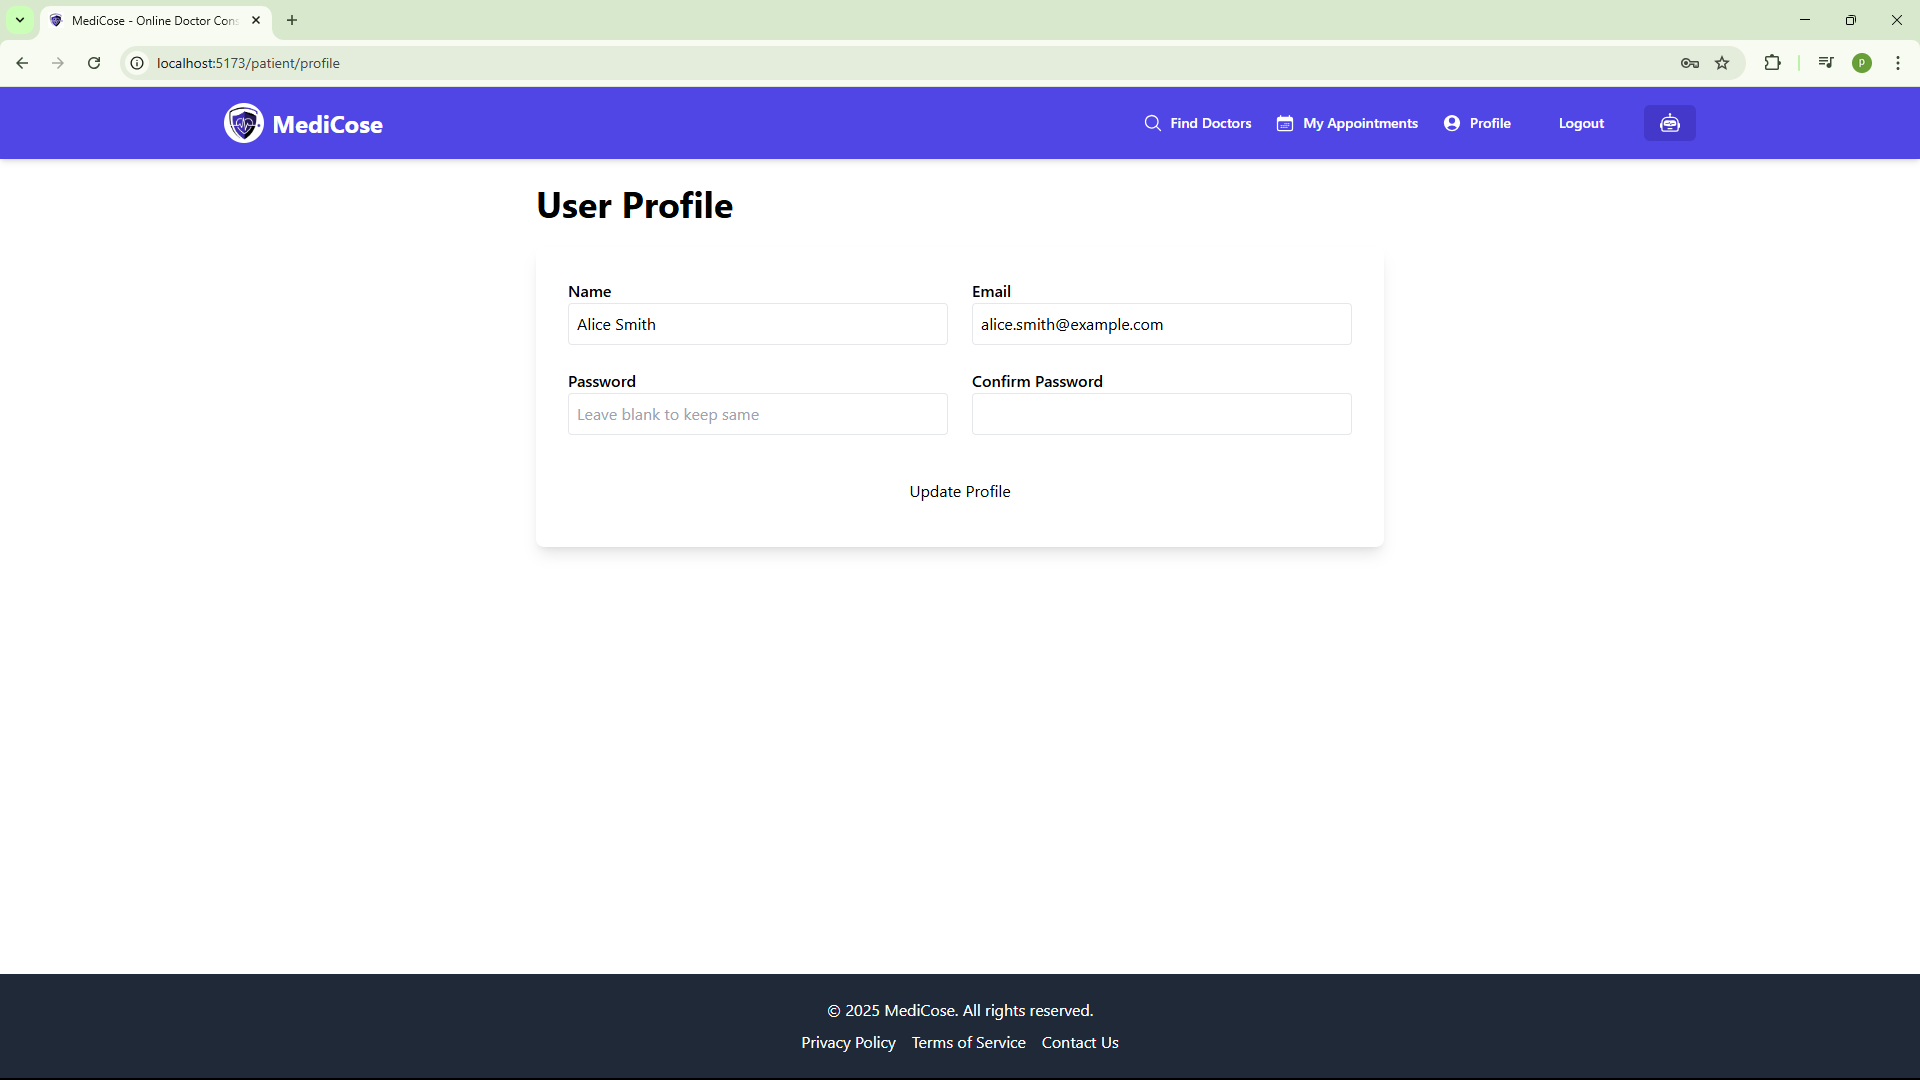 MediCose - Online Doctor Cons
localhost:5173/patient/profile
P
MediCose
Find Doctors
My Appointments
Profile
Logout
User Profile
Name
Email
Alice Smith
alice.smith@example.com
Password
Confirm Password
Leave blank to keep same
Update Profile
© 2025 MediCose. All rights reserved.
Privacy Policy Terms of Service Contact Us